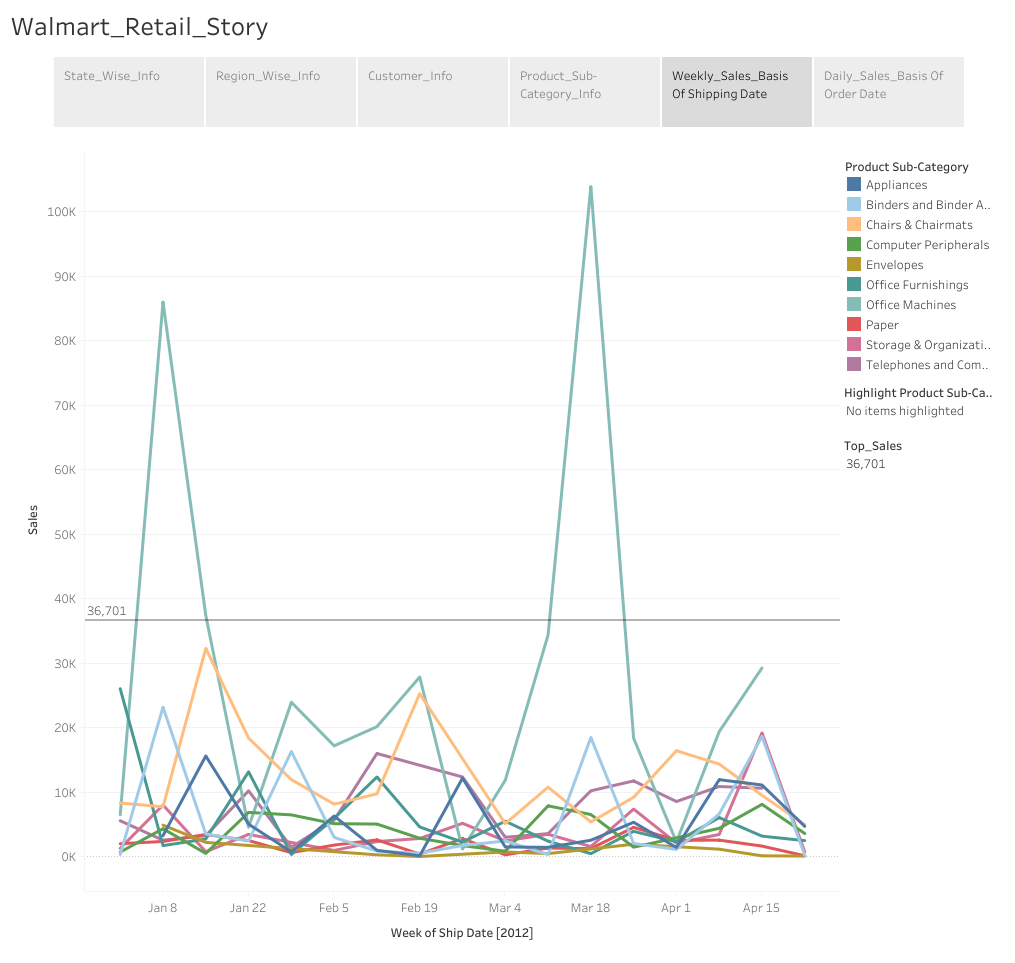 Walmart_Retail_Story
State_Wise_Info
Region_Wise_Info
Customer_Info
Product_Sub-
Category_Info
Weekly_Sales_Basis
Of Shipping Date
Daily_Sales_Basis Of
Order Date
100K
90K
80K
70K
60K
50K
40K
36,701
30K
20K
10K
0K
Sales
Jan 8
Jan 22
Feb 5
Feb 19
Mar 4
Mar 18
Apr 1
Apr 15
Week of Ship Date [2012]
Product Sub-Category
Appliances
Binders and Binder A..
Chairs & Chairmats
Computer Peripherals
Envelopes
Office Furnishings
Office Machines
Paper
Storage & Organizati..
Telephones and Com..
Highlight Product Sub-Ca..
No items highlighted
Top_Sales
36,701